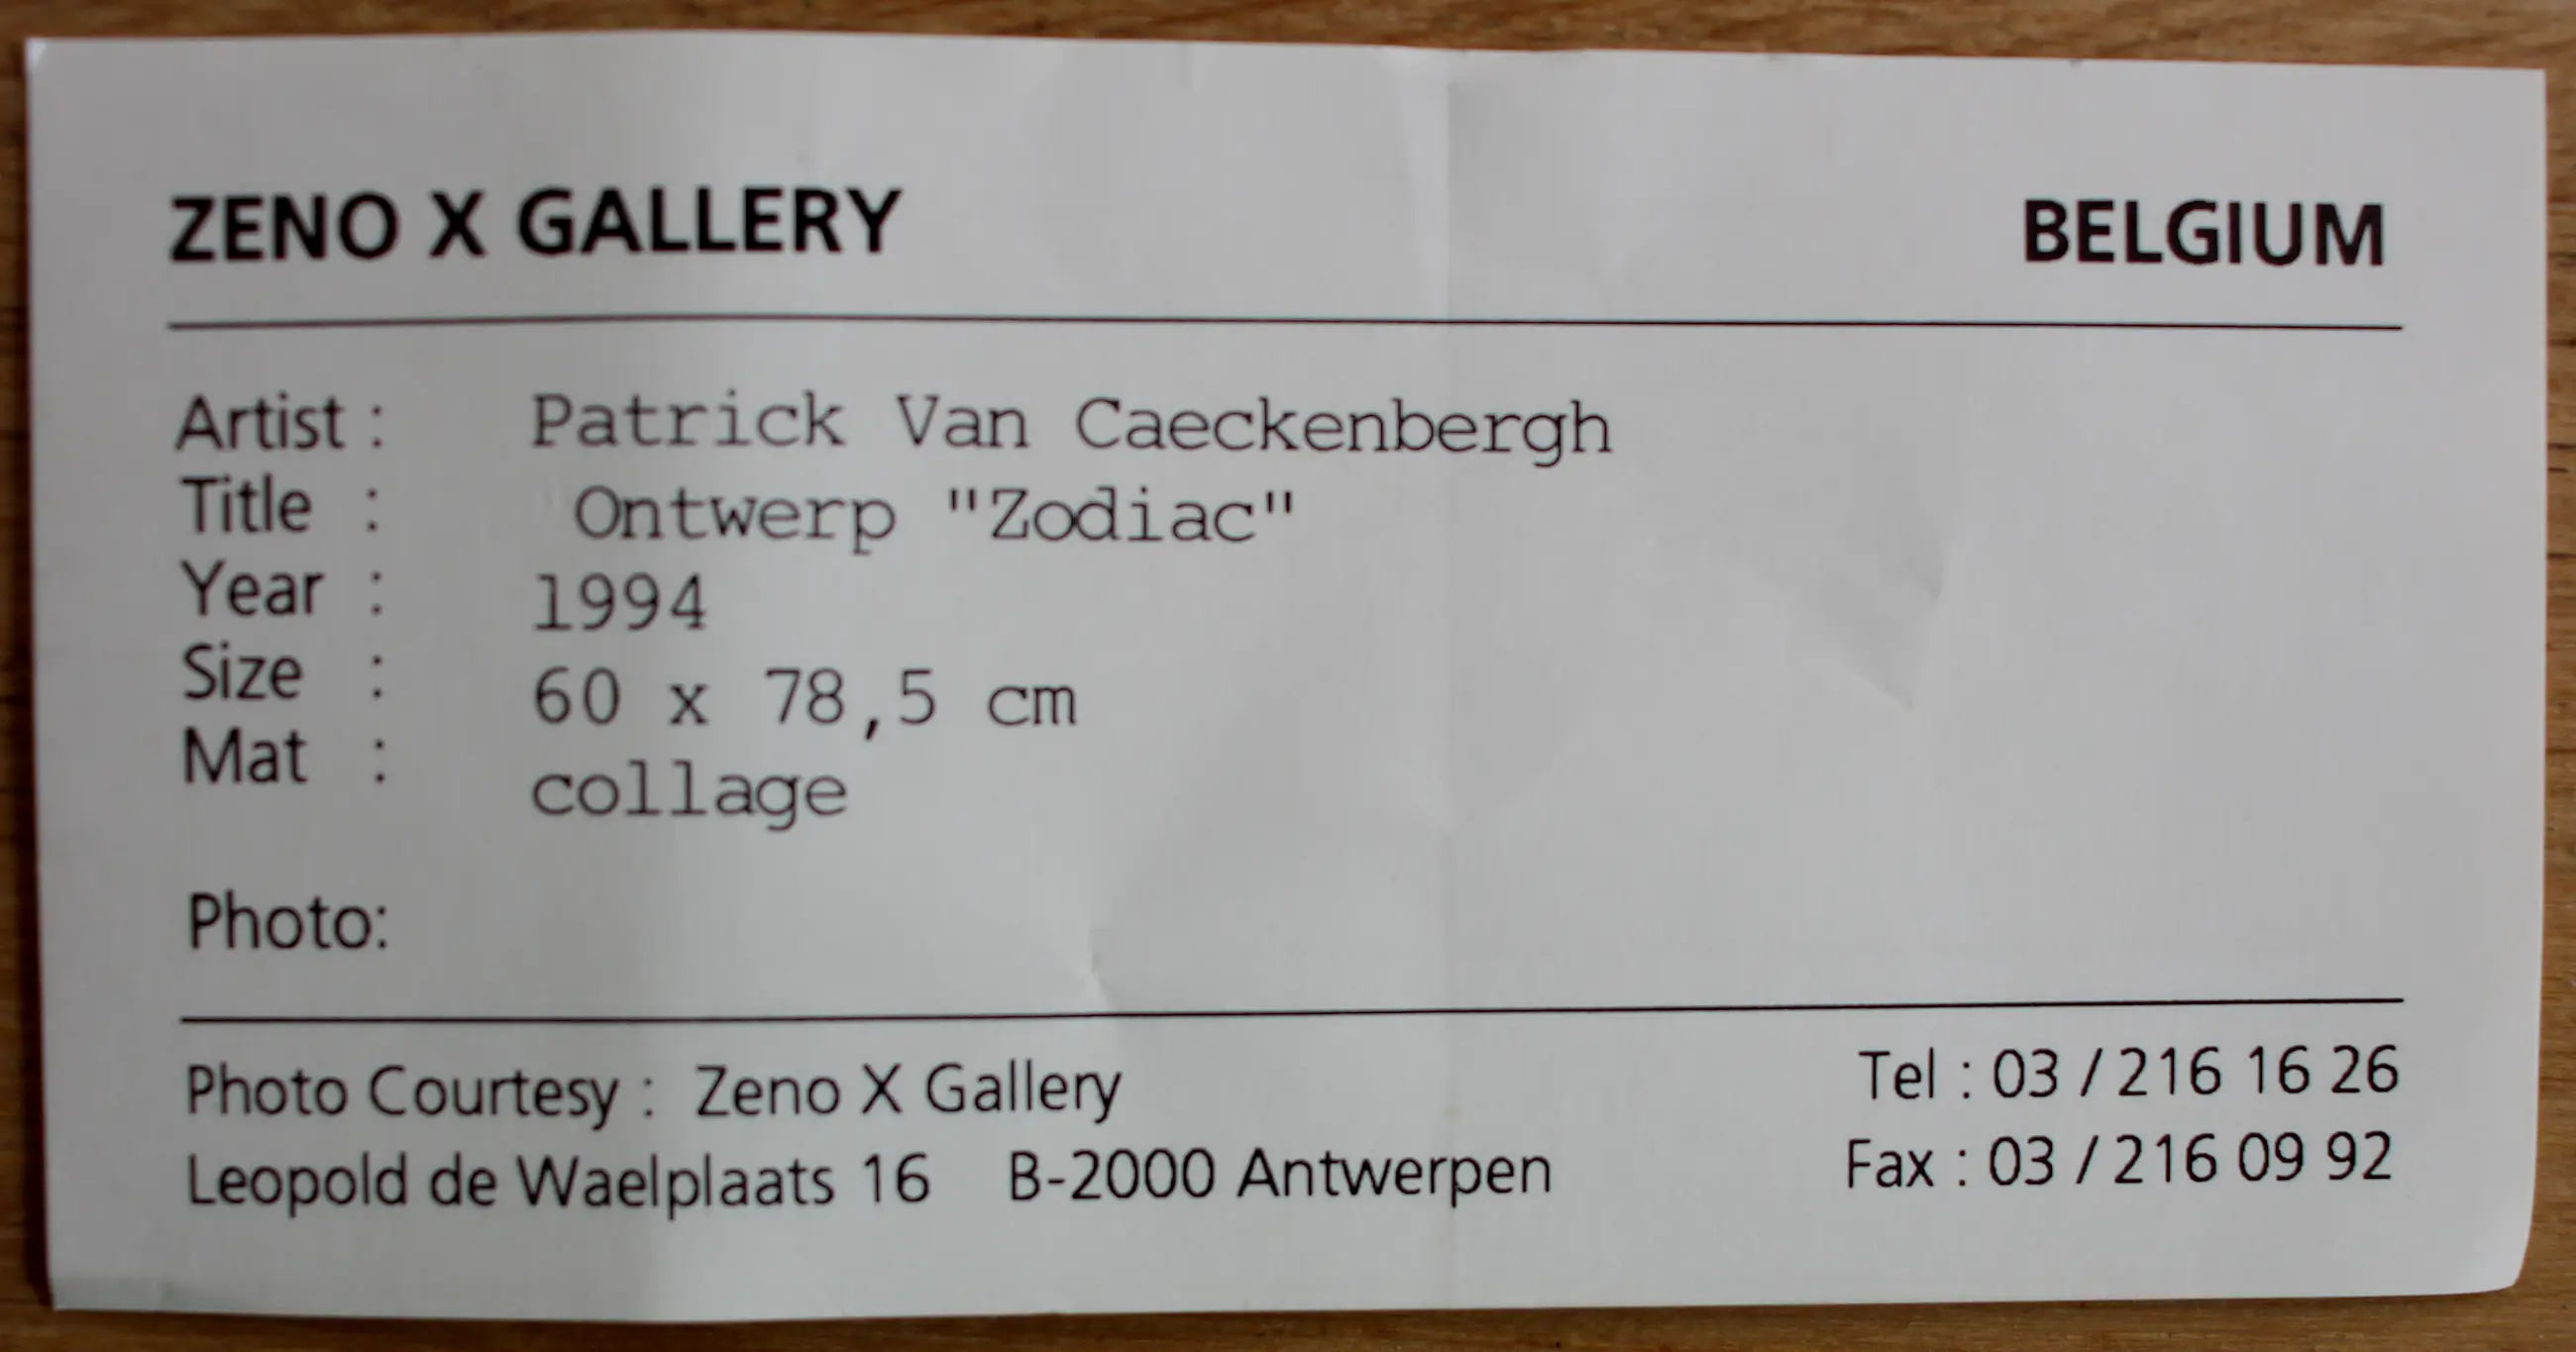 ZENO X GALLERY BELGIUM
Artist : Patrick Van Caeckenbergh
Title : Ontwerp "Zodiac"
Year : 1994
Size : 60 x 78,5 cm
Mat : collage
Photo:
Photo Courtesy : Zeno X Gallery Tel : 03 / 216 16 26
Leopold de Waelplaats 16 B-2000 Antwerpen Fax : 03 / 216 09 92